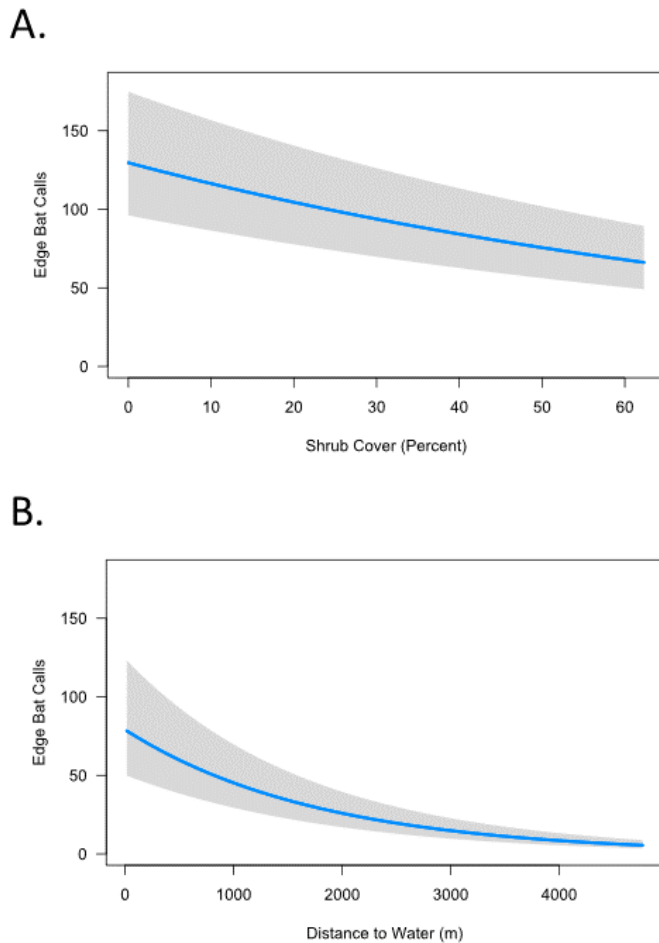 A.
150
100
50
0
Edge Bat Calls
0 10 20 30 40 50 60
Shrub Cover (Percent)
B.
150
100
50
0
Edge Bat Calls
0 1000 2000 3000 4000
Distance to Water (m)